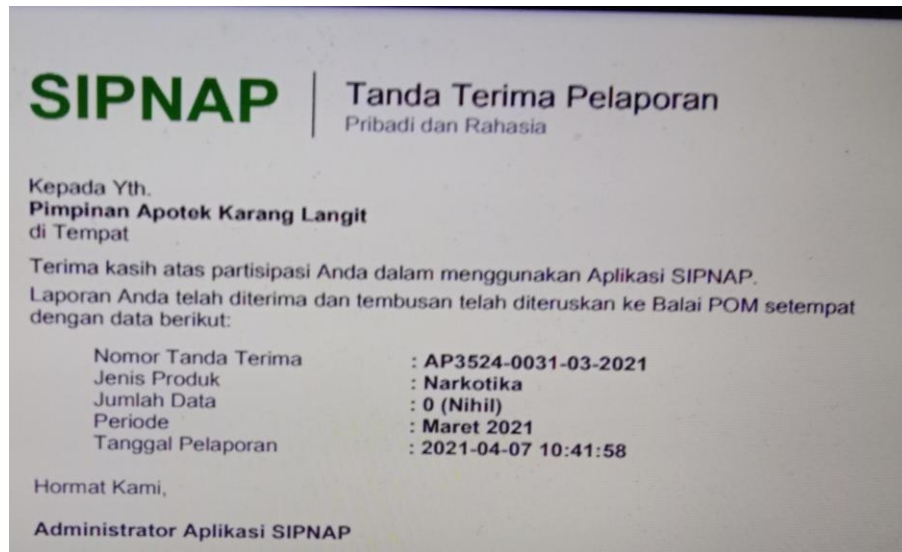 SIPNAP
Tanda Terima Pelaporan
Pribadi dan Rahasia
Kepada Yth.
Pimpinan Apotek Karang Langit
di Tempat
Terima kasih atas partisipasi Anda dalam menggunakan Aplikasi SIPNAP.
Laporan Anda telah diterima dan tembusan telah diteruskan ke Balai POM setempat
dengan data berikut:
Nomor Tanda Terima : AP3524-0031-03-2021
Jenis Produk : Narkotika
Jumlah Data : 0 (Nihil)
Periode : Maret 2021
Tanggal Pelaporan : 2021-04-07 10:41:58
Hormat Kami,
Administrator Aplikasi SIPNAP